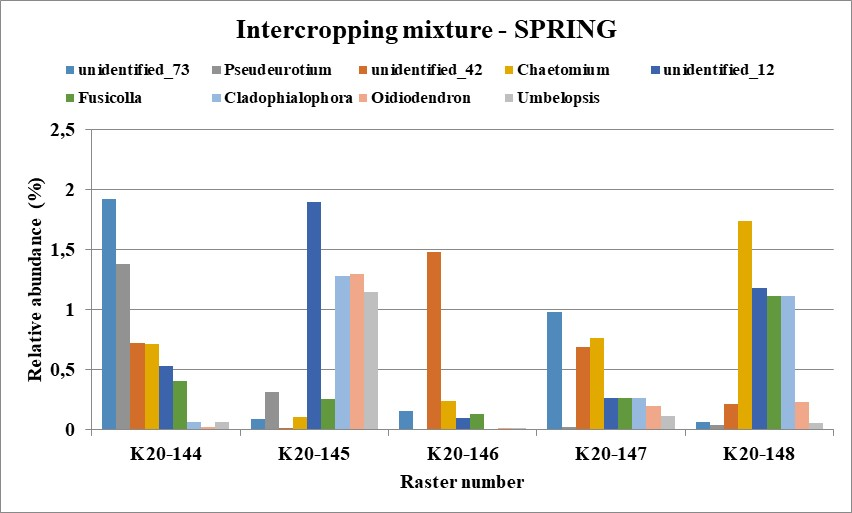 Intercropping mixture - SPRING
unidentified_73 Pseudeurotium unidentified_42 Chaetomium unidentified_12
Fusicolla Cladophialophora Oidiodendron Umbelopsis
2,5
2
1,5
1
0,5
0
Relative abundance (%)
K20-144 K20-145 K20-146 K20-147 K20-148
Raster number